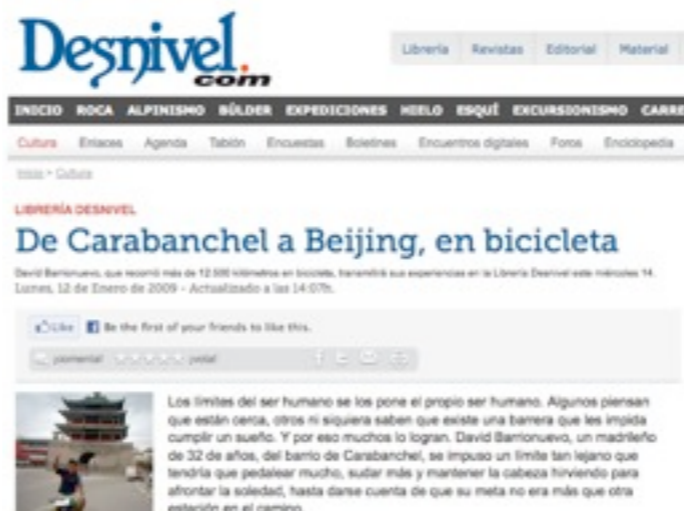 Desnivel.com
Librería Revistas Editorial Material
INICIO ROCA ALPINISMO BÚLDER EXPEDICIONES HIELO ESQUÍ EXCURSIONISMO CARRE
Cultura Enlaces Agenda Tablón Encuestas Boletines Encuentros digitales Foros Enciclopedia
Inicio > Cultura
LIBRERÍA DESNIVEL
De Carabanchel a Beijing, en bicicleta
David Barrionuevo, que recorrió más de 12.500 kilómetros en bicicleta, transmitirá sus experiencias en la Librería Desnivel este miércoles 14.
Lunes, 12 de Enero de 2009 - Actualizado a las 14:07h.
Like Be the first of your friends to like this.
¡comenta! ¡vota!
Los límites del ser humano se los pone el propio ser humano. Algunos piensan
que están cerca, otros ni siquiera saben que existe una barrera que les impida
cumplir un sueño. Y por eso muchos lo logran. David Barrionuevo, un madrileño
de 32 de años, del barrio de Carabanchel, se impuso un límite tan lejano que
tendría que pedalear mucho, sudar más y mantener la cabeza hirviendo para
afrontar la soledad, hasta darse cuenta de que su meta no era más que otra
estación en el camino.